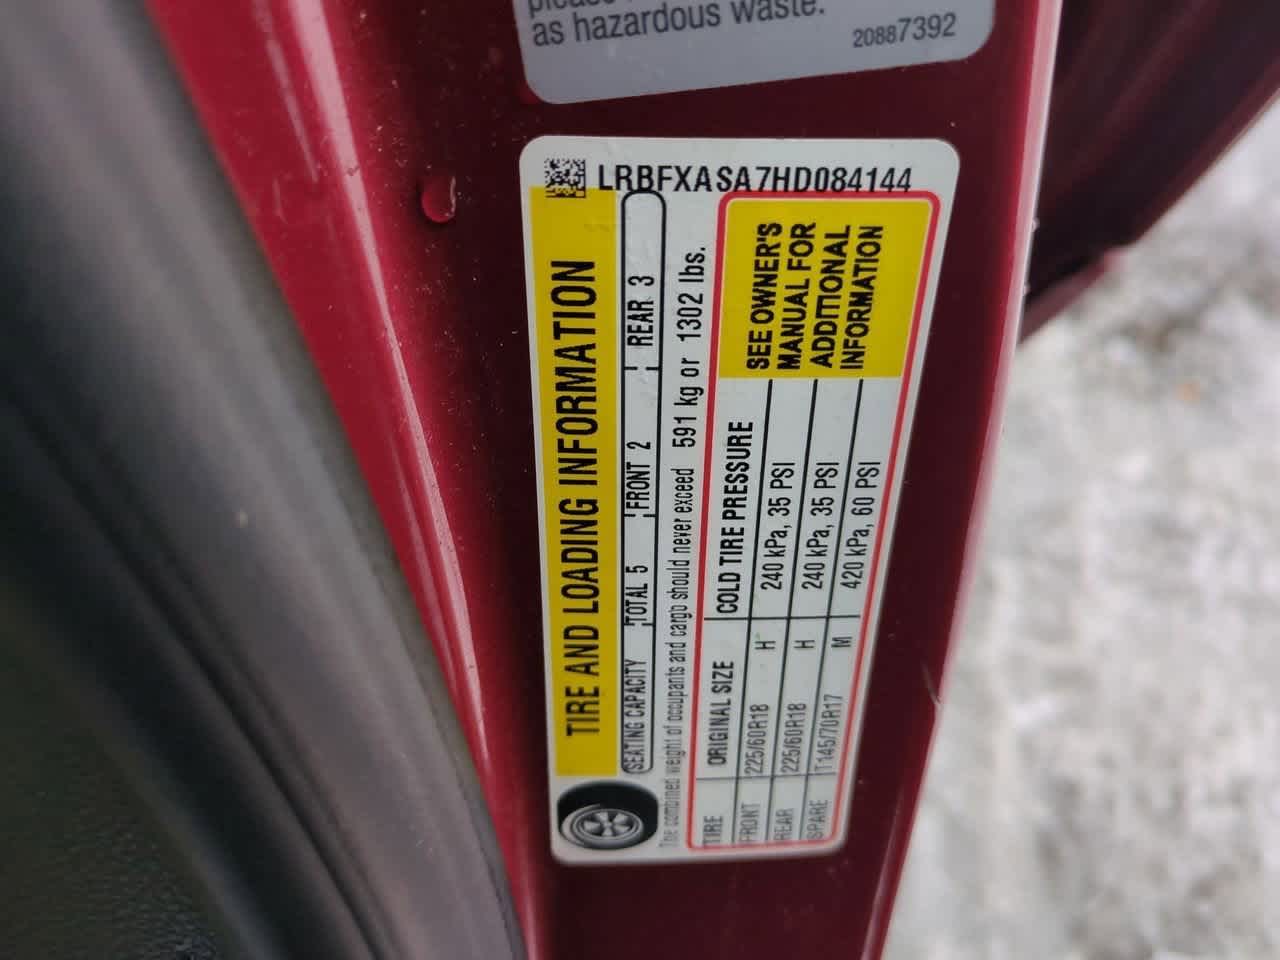 as hazardous waste.
20887392
LRBFXASA7HD084144
TIRE AND LOADING INFORMATION
SEATING CAPACITY TOTAL 5 FRONT 2 REAR 3
The combined weight of occupants and cargo should never exceed 591 kg or 1302 lbs.
TIRE ORIGINAL SIZE COLD TIRE PRESSURE
FRONT 225/60R18 H 240 kPa, 35 PSI
REAR 225/60R18 H 240 kPa, 35 PSI
SPARE T145/70R17 M 420 kPa, 60 PSI
SEE OWNER'S
MANUAL FOR
ADDITIONAL
INFORMATION